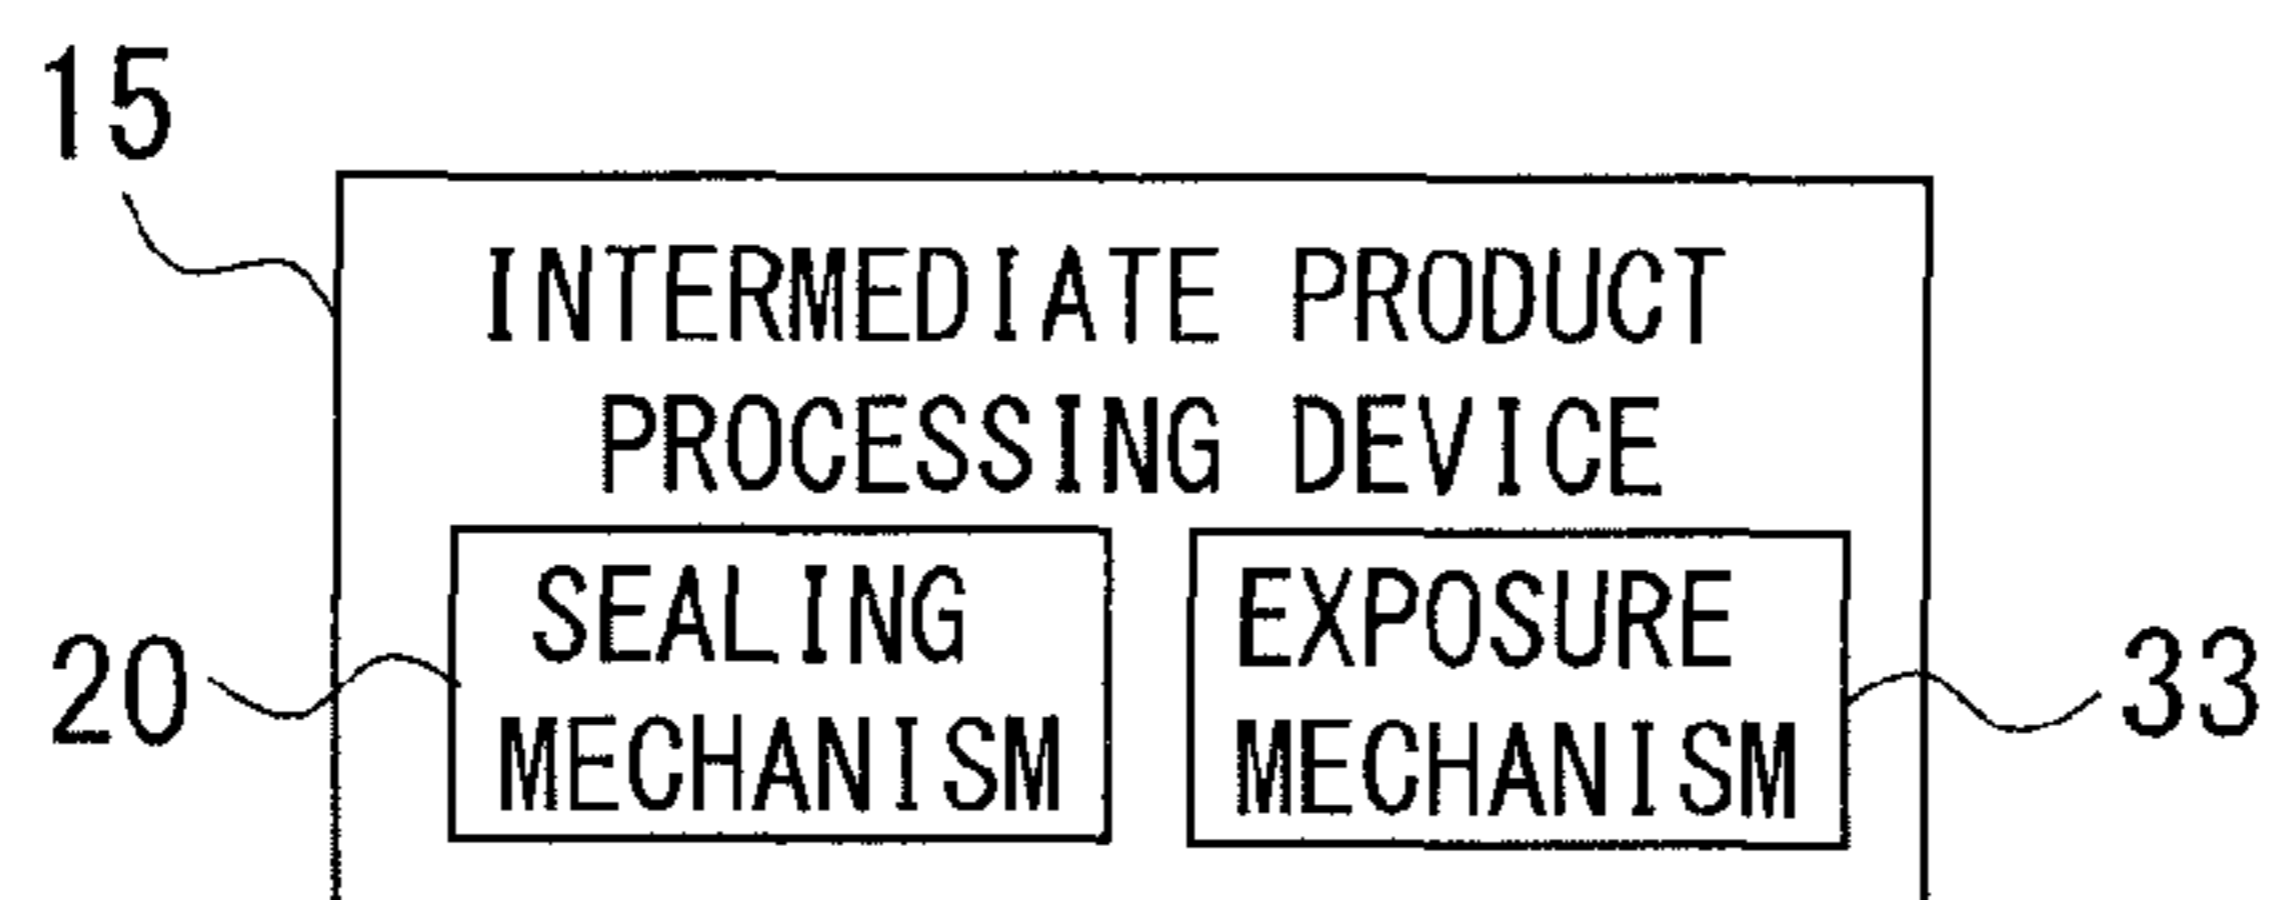 15
INTERMEDIATE PRODUCT
PROCESSING DEVICE
SEALING
MECHANISM
20
EXPOSURE
MECHANISM
33